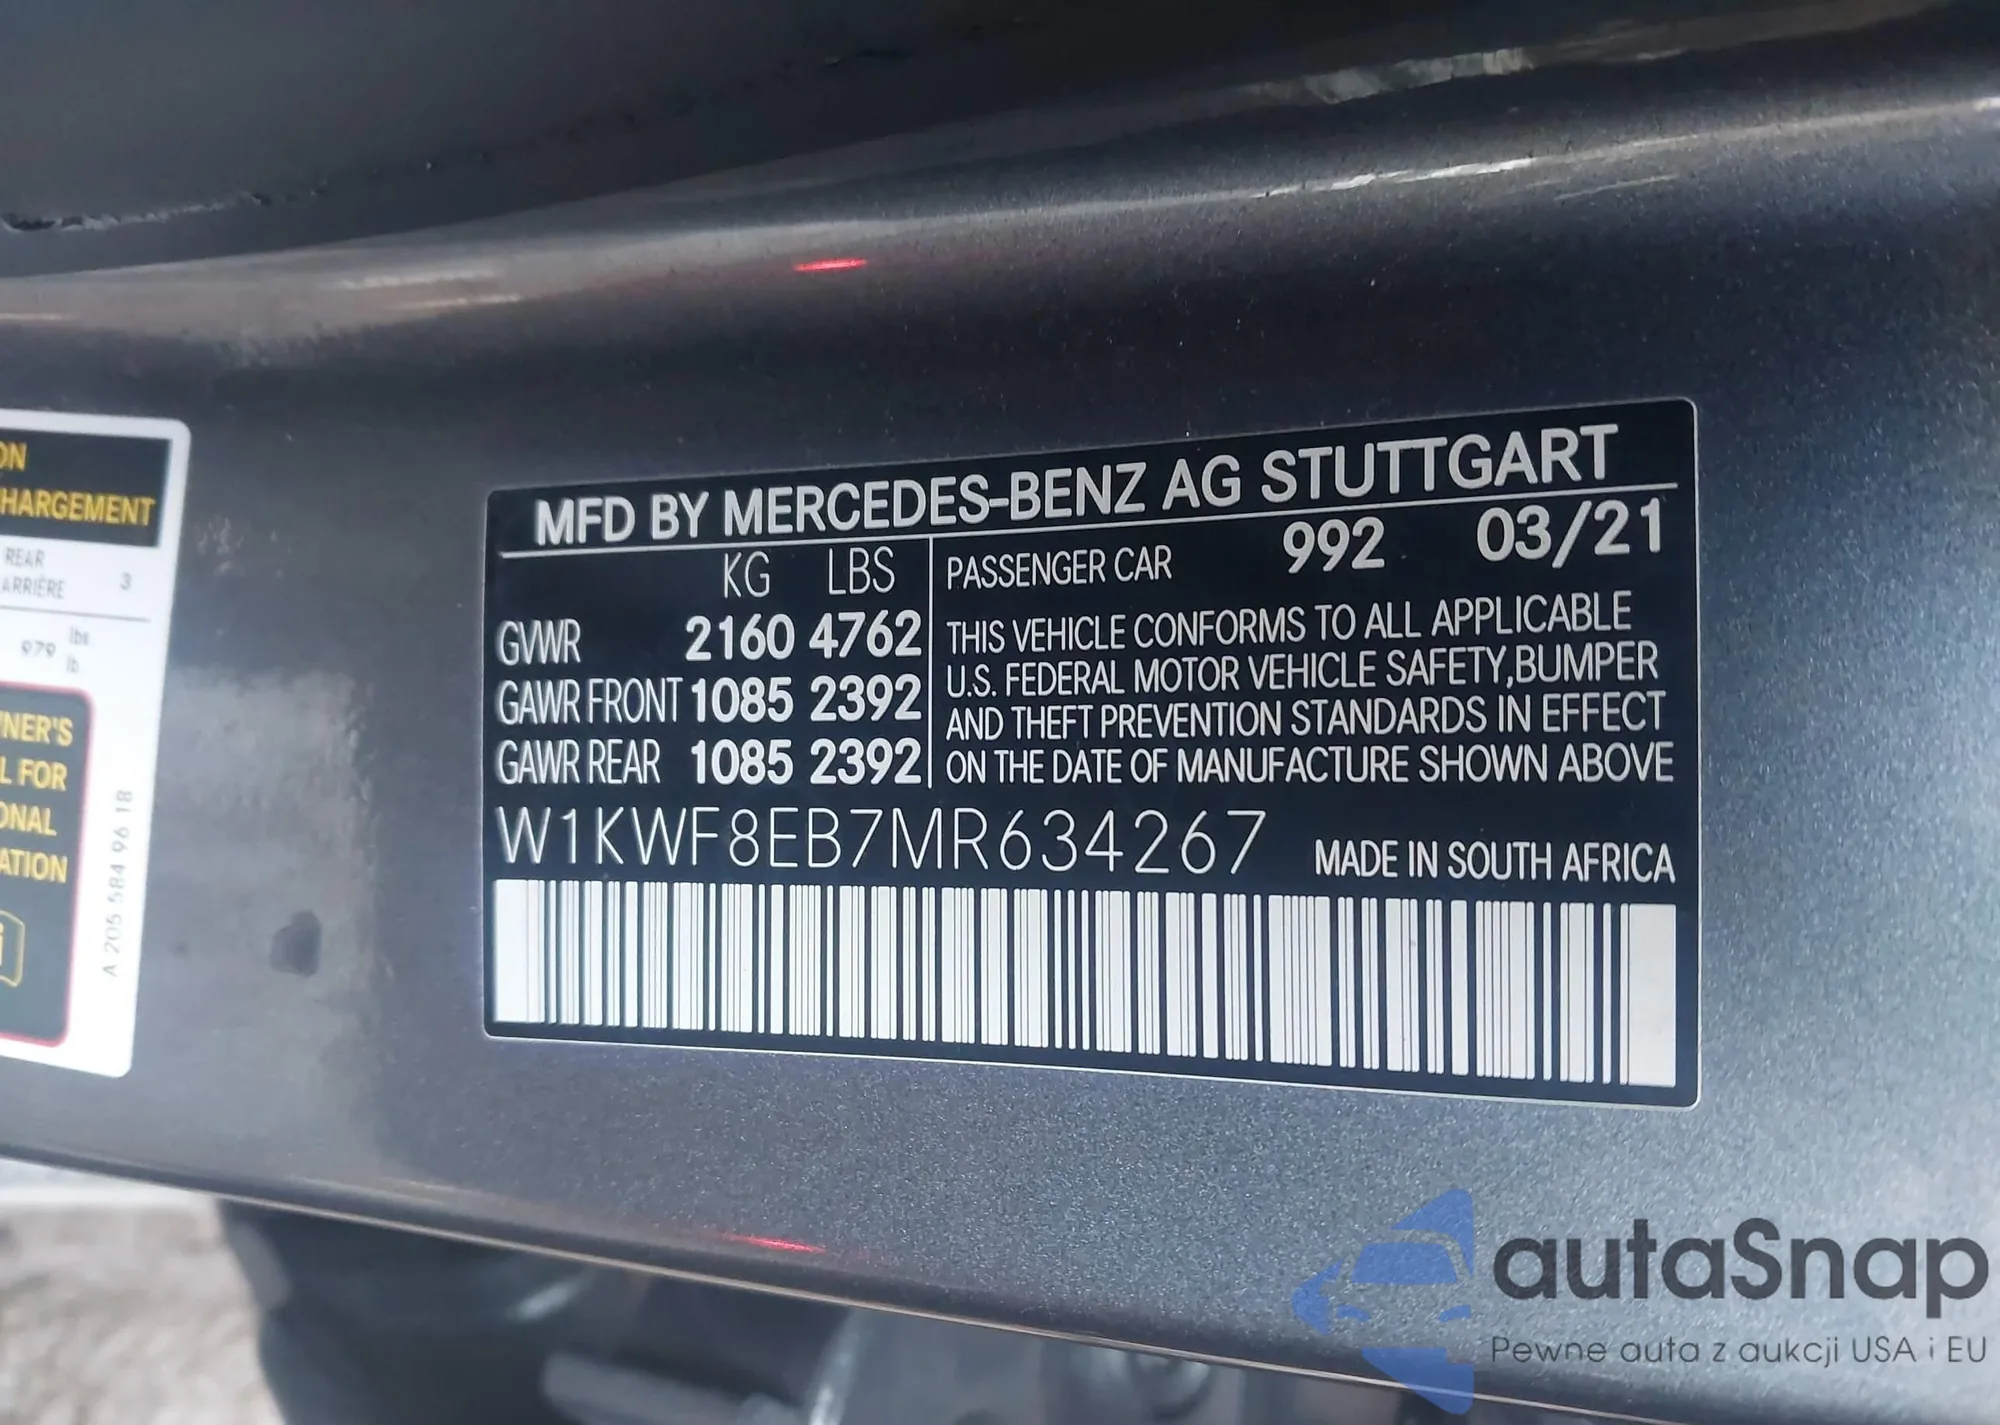 ON
HARGEMENT
REAR
ARRIÈRE 3
979 lbs
lb
NER'S
L FOR
ONAL
ATION
A 205 584 96 18
MFD BY MERCEDES-BENZ AG STUTTGART
KG LBS
GVWR 2160 4762
GAWR FRONT 1085 2392
GAWR REAR 1085 2392
PASSENGER CAR 992 03/21
THIS VEHICLE CONFORMS TO ALL APPLICABLE
U.S. FEDERAL MOTOR VEHICLE SAFETY,BUMPER
AND THEFT PREVENTION STANDARDS IN EFFECT
ON THE DATE OF MANUFACTURE SHOWN ABOVE
W1KWF8EB7MR634267
MADE IN SOUTH AFRICA
autaSnap
Pewne auta z aukcji USA i EU